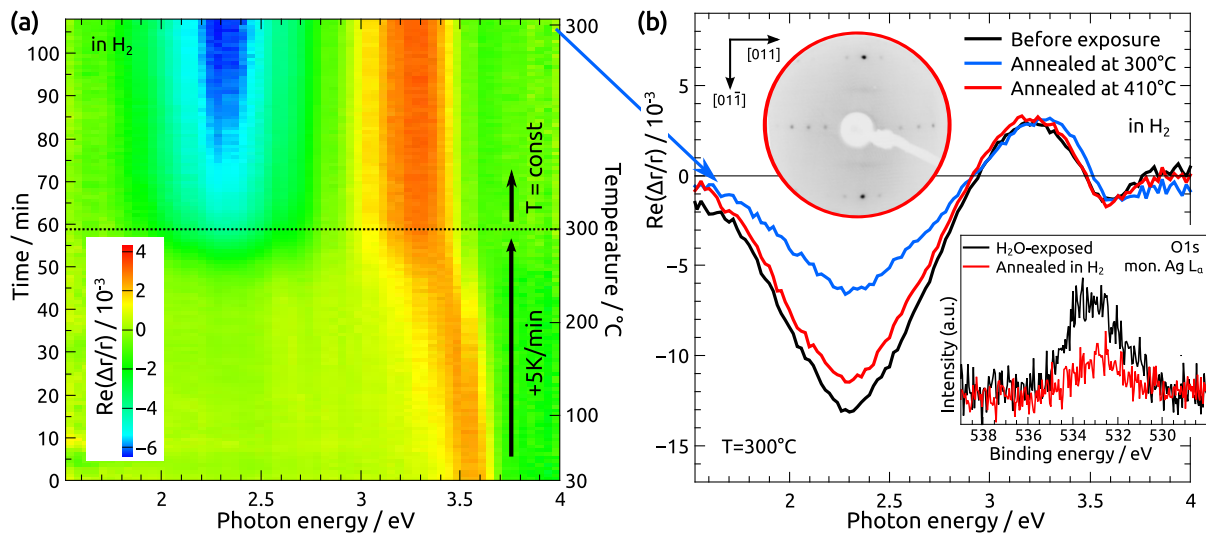 (a)
in H₂
Time / min
100
90
80
70
60
50
40
30
20
10
0
4
2
0
−2
−4
−6
Re(Δr/r) / 10⁻³
T = const
+5K/min
300
300
200
100
30
Temperature / °C
2
2.5
3
3.5
4
Photon energy / eV
(b)
[011]
[01̄1̄]
Before exposure
Annealed at 300°C
Annealed at 410°C
in H₂
Re(Δr/r) / 10⁻³
5
0
−5
−10
−15
T=300°C
2
2.5
3
3.5
4
Photon energy / eV
H₂O-exposed
O1s
Annealed in H₂
mon. Ag Lα
Intensity (a.u.)
538
536
534
532
530
Binding energy / eV